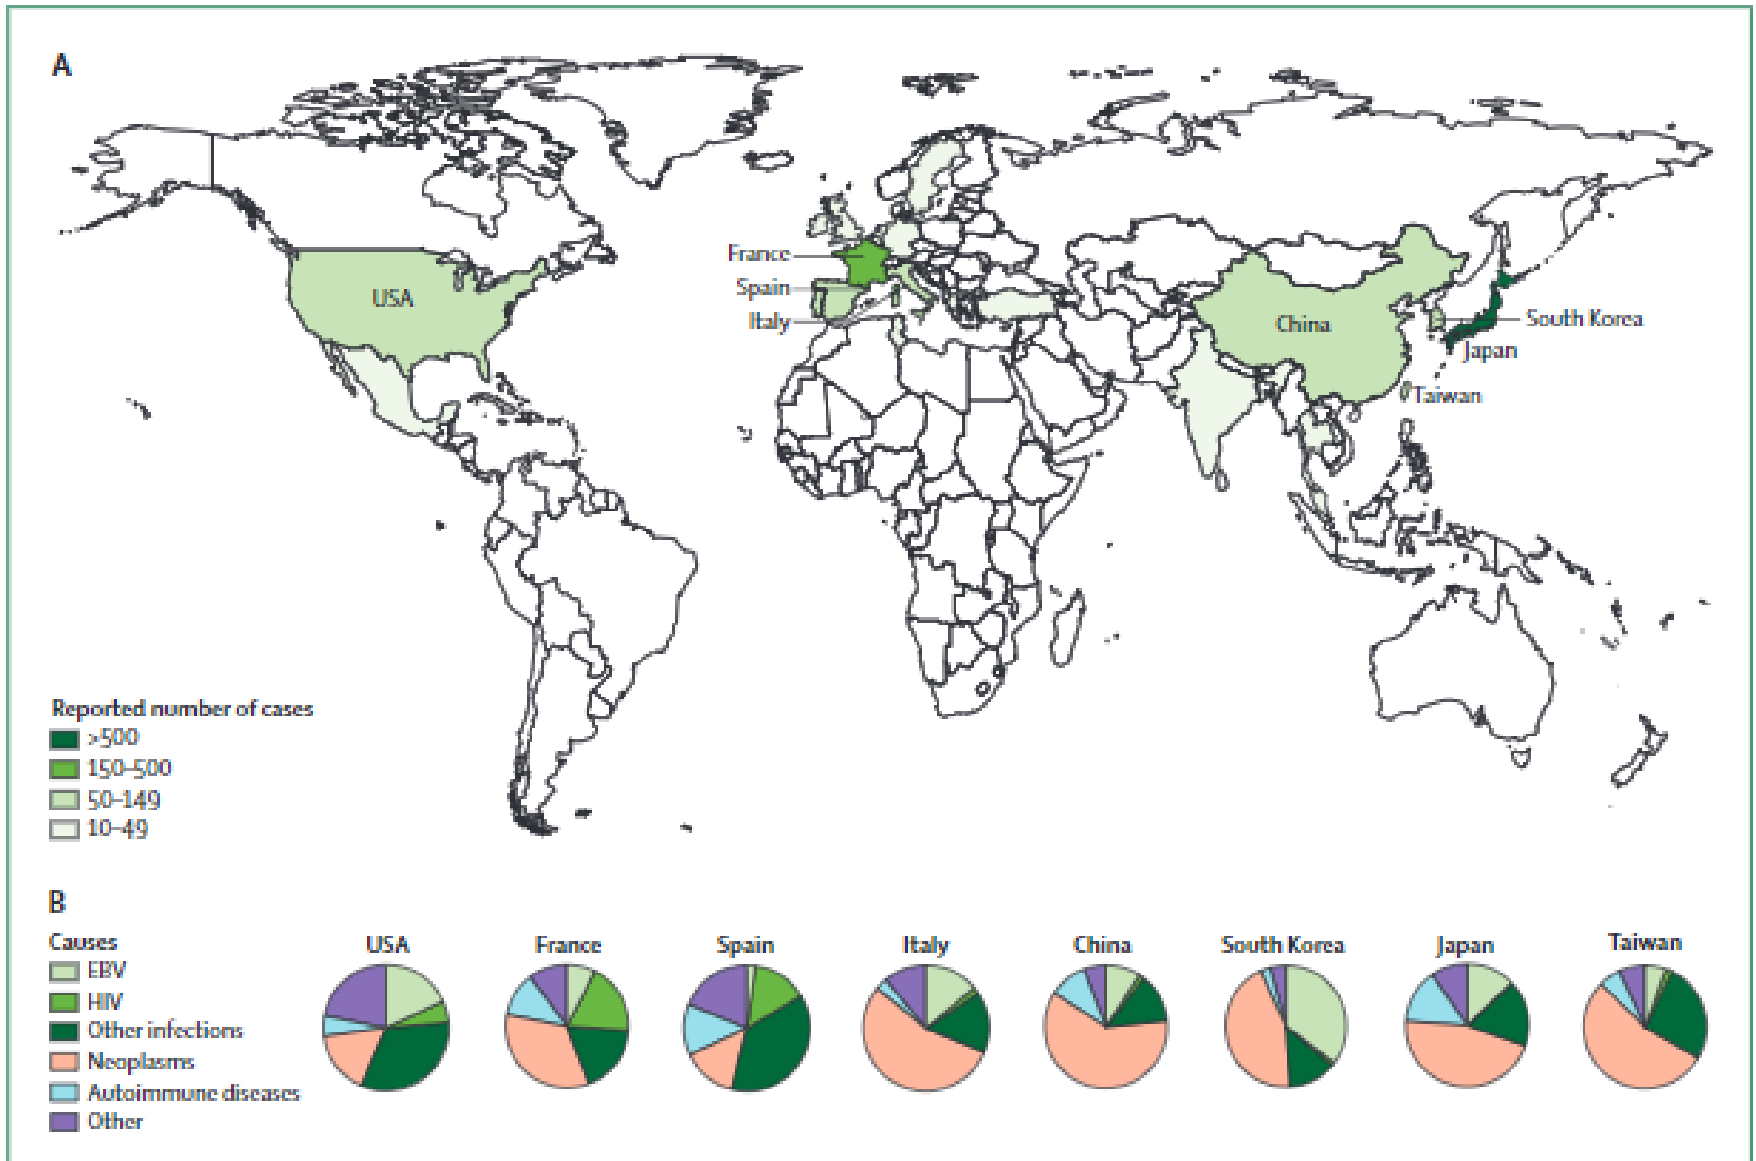 A
France
Spain
Italy
USA
China
South Korea
Japan
Taiwan
Reported number of cases
>500
150–500
50–149
10–49
B
Causes
EBV
HIV
Other infections
Neoplasms
Autoimmune diseases
Other
USA
France
Spain
Italy
China
South Korea
Japan
Taiwan